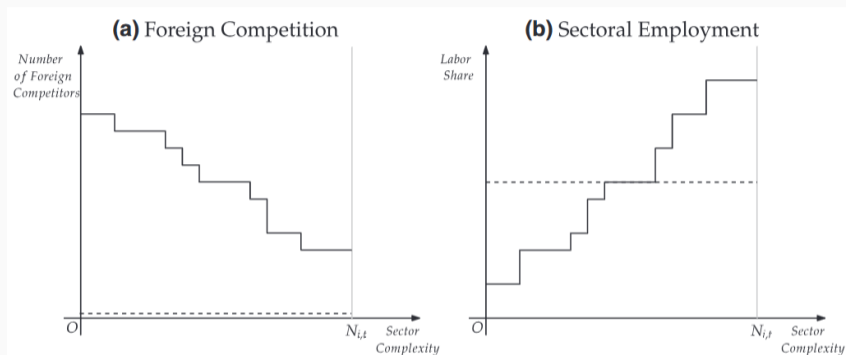 (a) Foreign Competition
Number
of Foreign
Competitors
O
N_{i,t}
Sector
Complexity
(b) Sectoral Employment
Labor
Share
O
N_{i,t}
Sector
Complexity